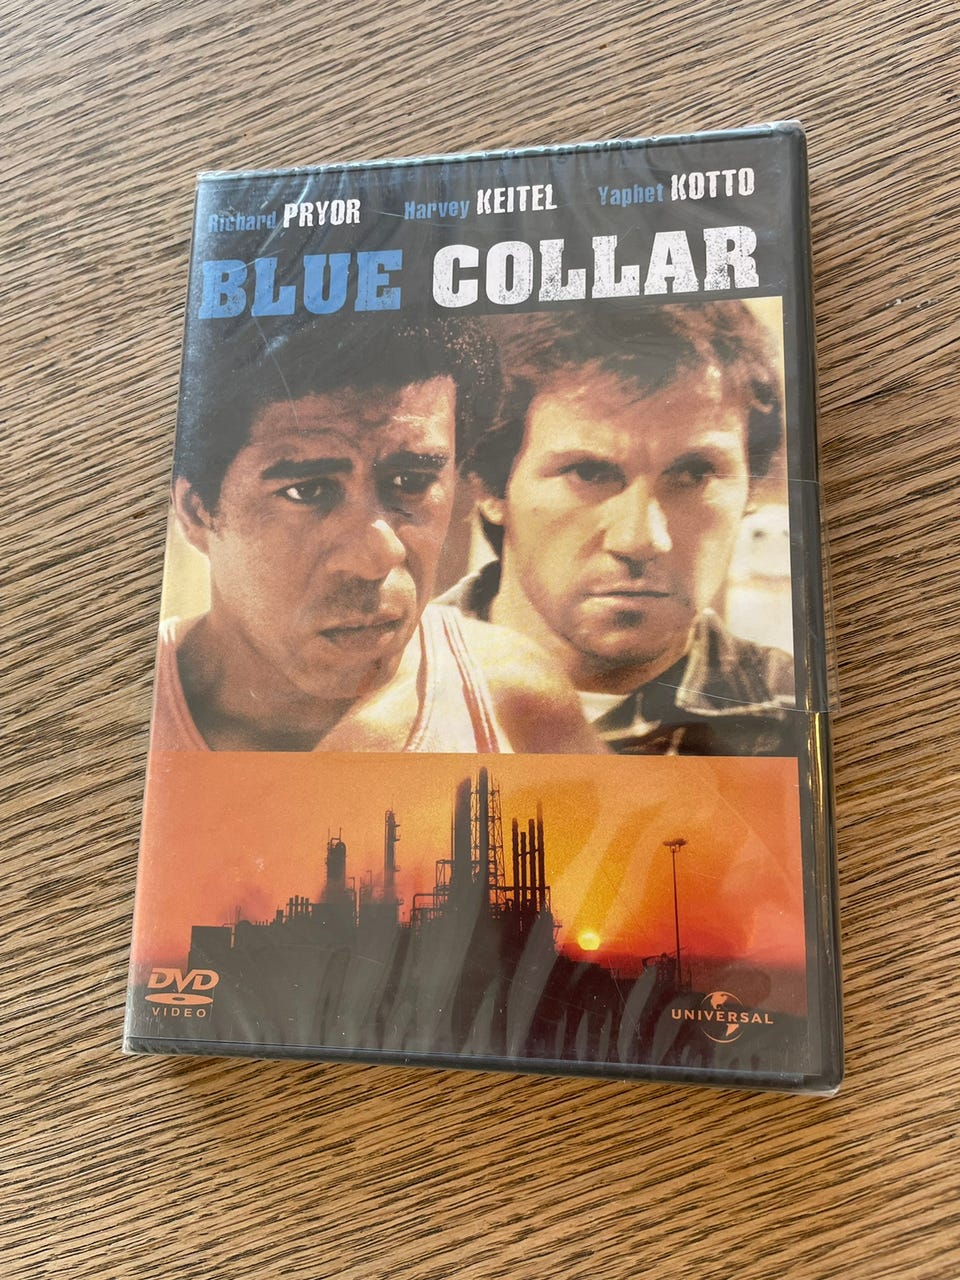 Richard PRYOR Harvey KEITEL Yaphet KOTTO
BLUE COLLAR
DVD
VIDEO
UNIVERSAL